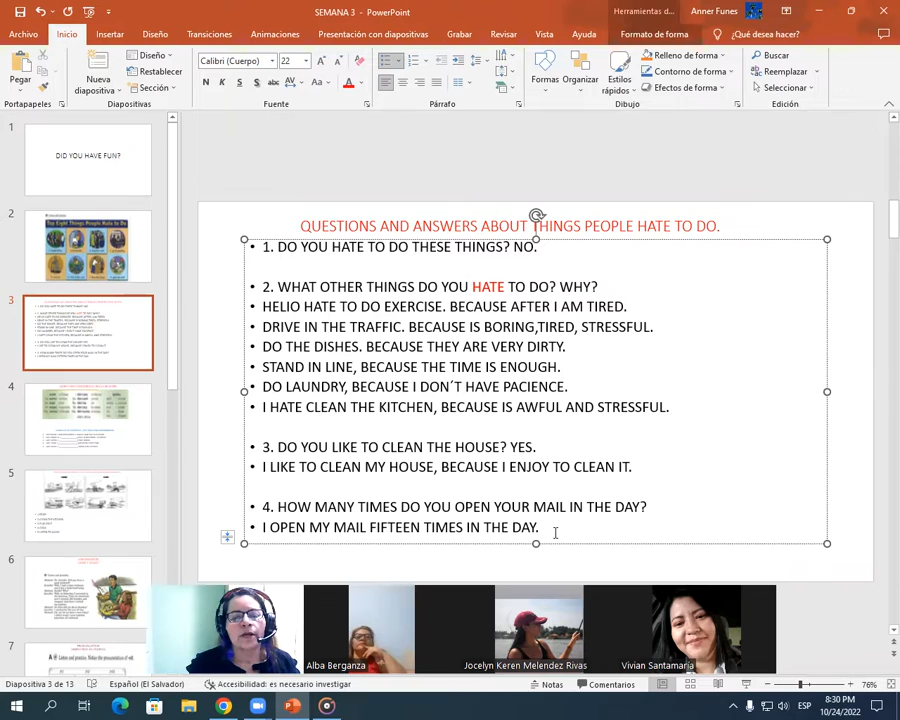 SEMANA 3 - PowerPoint
Herramientas d...
Anner Funes
Archivo Inicio Insertar Diseño Transiciones Animaciones Presentación con diapositivas Grabar Revisar Vista Ayuda Formato de forma ¿Qué desea hacer?
Pegar
Portapapeles
Nueva diapositiva
Diseño
Restablecer
Sección
Diapositivas
Calibri (Cuerpo) 22
N K S S
Fuente
Párrafo
Formas
Organizar
Estilos rápidos
Relleno de forma
Contorno de forma
Efectos de forma
Dibujo
Buscar
Reemplazar
Seleccionar
Edición
1
DID YOU HAVE FUN?
2
3
4
5
6
7
QUESTIONS AND ANSWERS ABOUT THINGS PEOPLE HATE TO DO.
• 1. DO YOU HATE TO DO THESE THINGS? NO.
• 2. WHAT OTHER THINGS DO YOU HATE TO DO? WHY?
• HELIO HATE TO DO EXERCISE. BECAUSE AFTER I AM TIRED.
• DRIVE IN THE TRAFFIC. BECAUSE IS BORING,TIRED, STRESSFUL.
• DO THE DISHES. BECAUSE THEY ARE VERY DIRTY.
• STAND IN LINE, BECAUSE THE TIME IS ENOUGH.
• DO LAUNDRY, BECAUSE I DON´T HAVE PACIENCE.
• I HATE CLEAN THE KITCHEN, BECAUSE IS AWFUL AND STRESSFUL.
• 3. DO YOU LIKE TO CLEAN THE HOUSE? YES.
• I LIKE TO CLEAN MY HOUSE, BECAUSE I ENJOY TO CLEAN IT.
• 4. HOW MANY TIMES DO YOU OPEN YOUR MAIL IN THE DAY?
• I OPEN MY MAIL FIFTEEN TIMES IN THE DAY.
Alba Berganza
Jocelyn Keren Melendez Rivas
Vivian Santamaría
Diapositiva 3 de 13 Español (El Salvador) Accesibilidad: es necesario investigar Notas Comentarios 76%
ESP
8:30 PM
10/24/2022